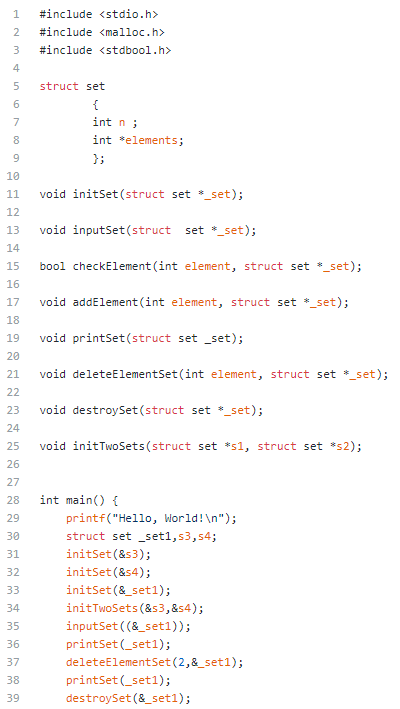 1 #include <stdio.h>
2 #include <malloc.h>
3 #include <stdbool.h>
4
5 struct set
6 {
7 int n ;
8 int *elements;
9 };
10
11 void initSet(struct set *_set);
12
13 void inputSet(struct  set *_set);
14
15 bool checkElement(int element, struct set *_set);
16
17 void addElement(int element, struct set *_set);
18
19 void printSet(struct set _set);
20
21 void deleteElementSet(int element, struct set *_set);
22
23 void destroySet(struct set *_set);
24
25 void initTwoSets(struct set *s1, struct set *s2);
26
27
28 int main() {
29 printf("Hello, World!\n");
30 struct set _set1,s3,s4;
31 initSet(&s3);
32 initSet(&s4);
33 initSet(&_set1);
34 initTwoSets(&s3,&s4);
35 inputSet((&_set1));
36 printSet(_set1);
37 deleteElementSet(2,&_set1);
38 printSet(_set1);
39 destroySet(&_set1);